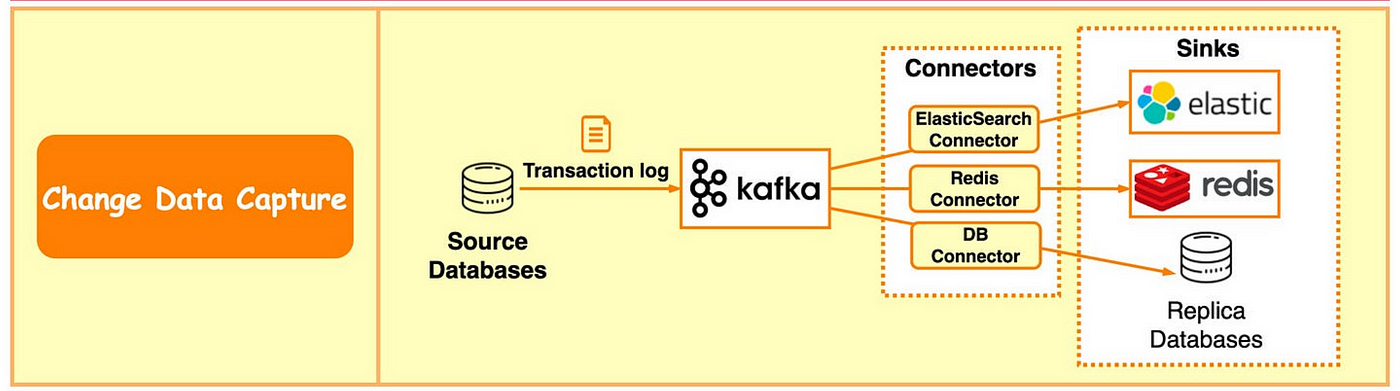 Change Data Capture
Source
Databases
Transaction log
kafka
Connectors
ElasticSearch
Connector
Redis
Connector
DB
Connector
Sinks
elastic
redis
Replica
Databases